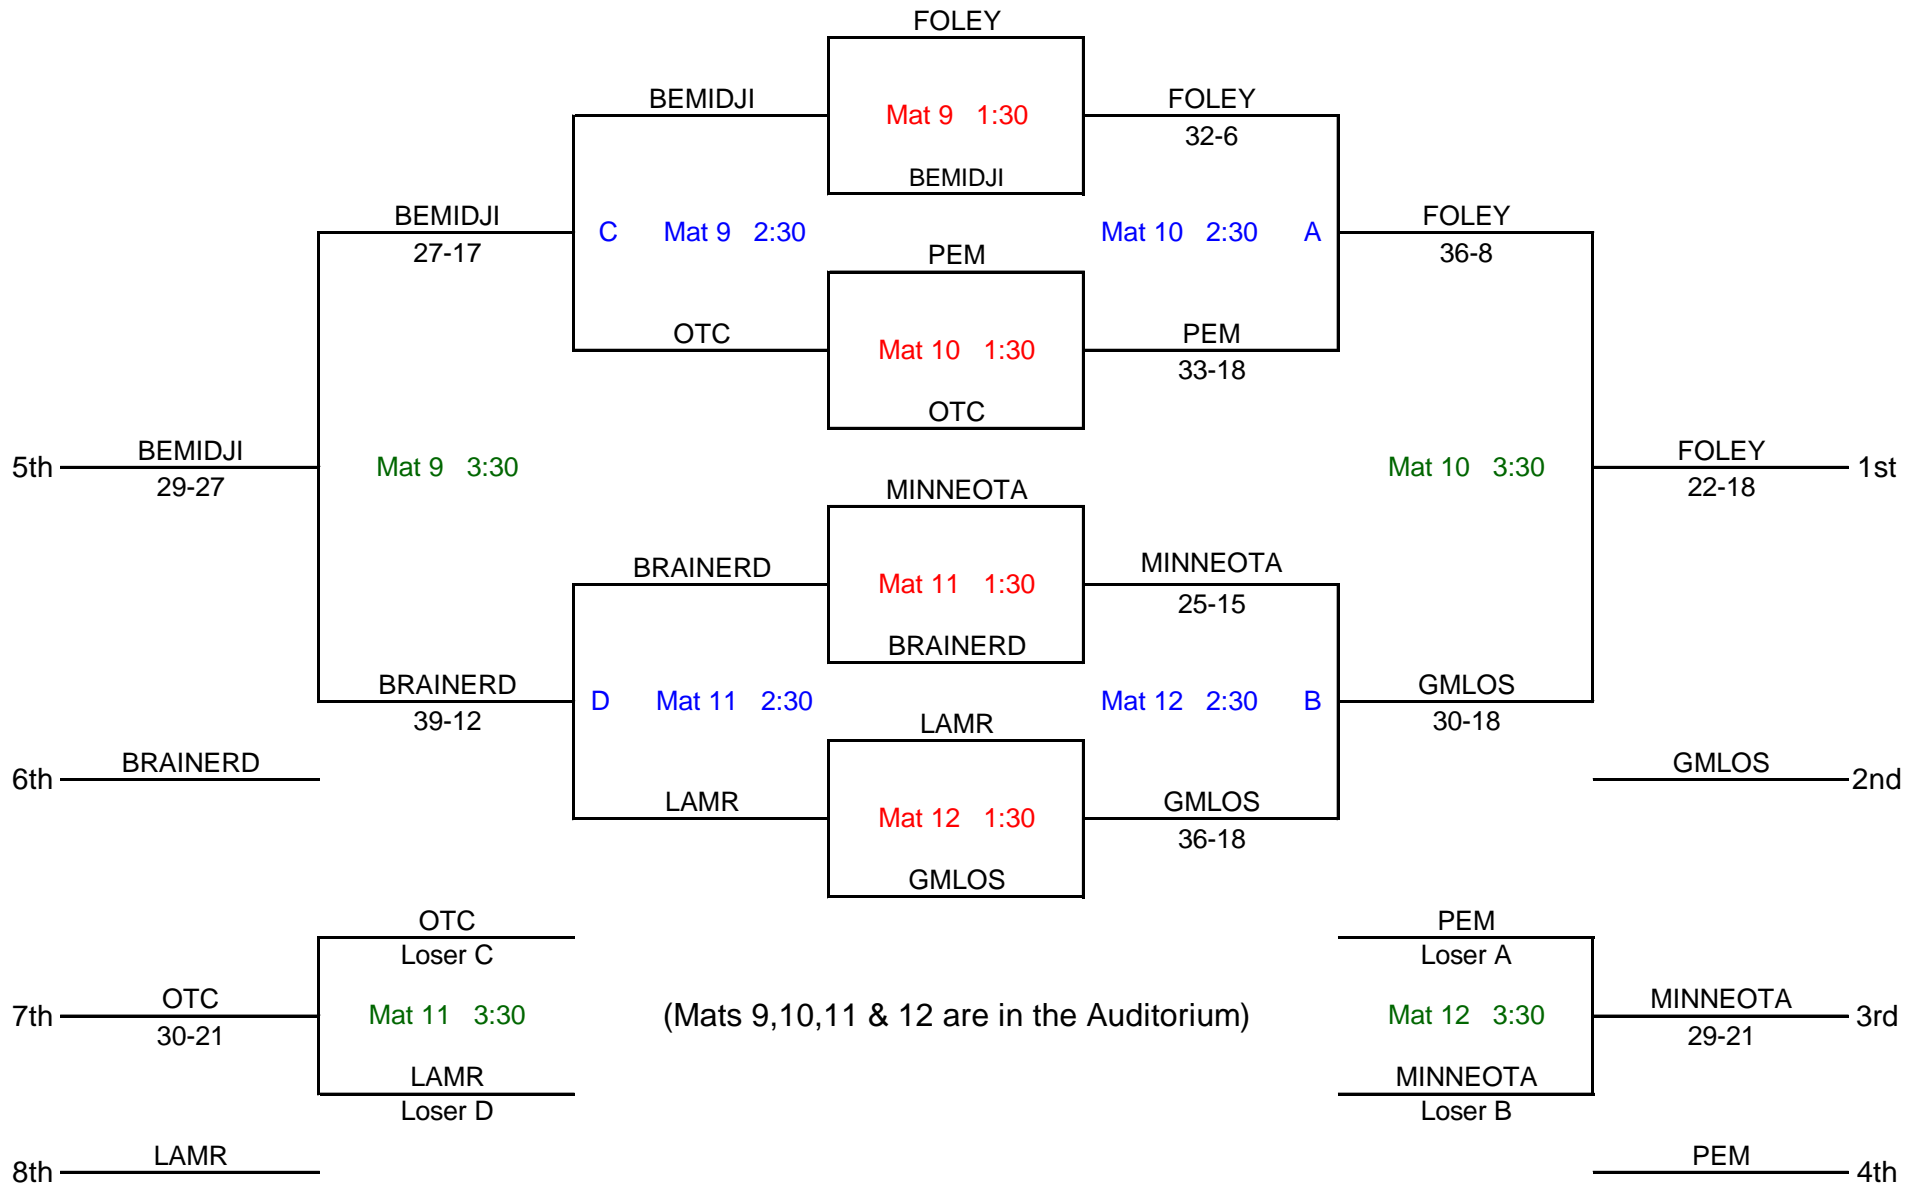 FOLEY
BEMIDJI
Mat 9 1:30
FOLEY
32-6
BEMIDJI
BEMIDJI
27-17
C Mat 9 2:30
Mat 10 2:30 A
FOLEY
36-8
PEM
OTC
Mat 10 1:30
PEM
33-18
OTC
5th
BEMIDJI
29-27
Mat 9 3:30
Mat 10 3:30
FOLEY
22-18
1st
MINNEOTA
BRAINERD
Mat 11 1:30
MINNEOTA
25-15
BRAINERD
BRAINERD
39-12
D Mat 11 2:30
Mat 12 2:30 B
GMLOS
30-18
LAMR
6th
BRAINERD
GMLOS
2nd
LAMR
Mat 12 1:30
GMLOS
36-18
GMLOS
OTC
Loser C
PEM
Loser A
7th
OTC
30-21
Mat 11 3:30
(Mats 9,10,11 & 12 are in the Auditorium)
Mat 12 3:30
MINNEOTA
29-21
3rd
LAMR
Loser D
MINNEOTA
Loser B
8th
LAMR
PEM
4th